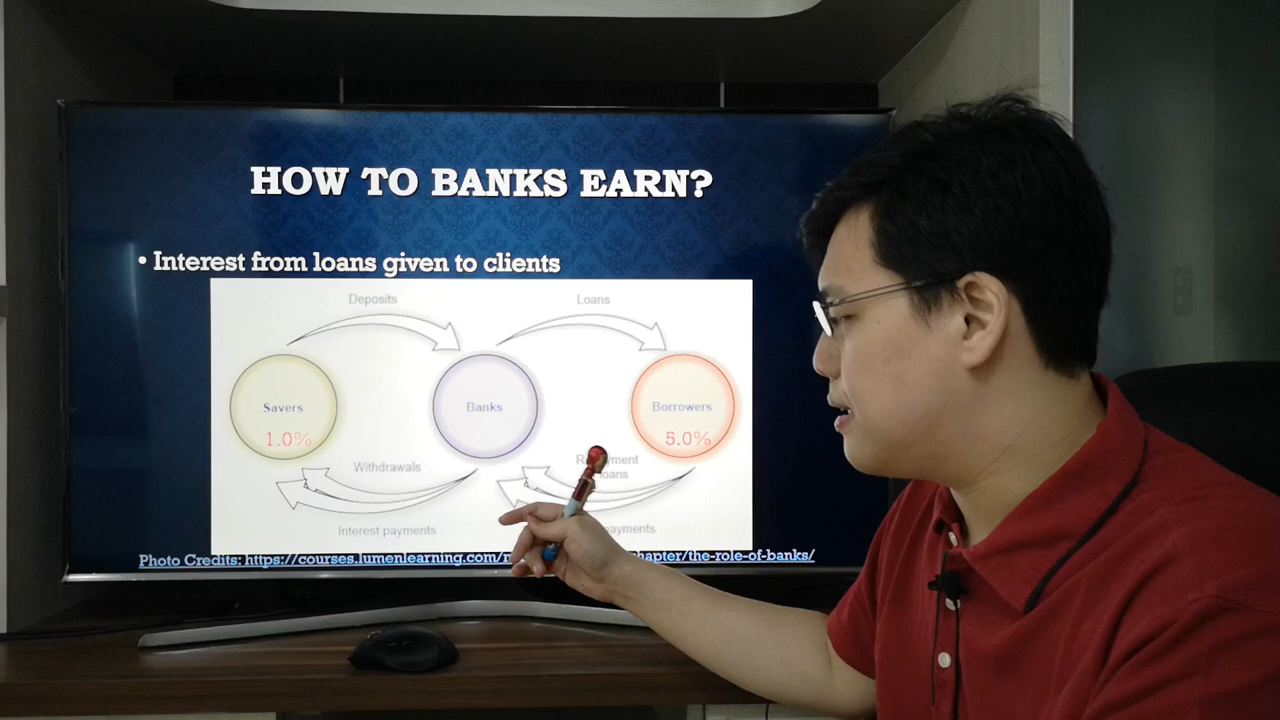 HOW TO BANKS EARN?
• Interest from loans given to clients
Deposits
Loans
Savers
1.0%
Banks
Borrowers
5.0%
Withdrawals
Interest payments
Photo Credits: https://courses.lumenlearning.com/ chapter/the-role-of-banks/